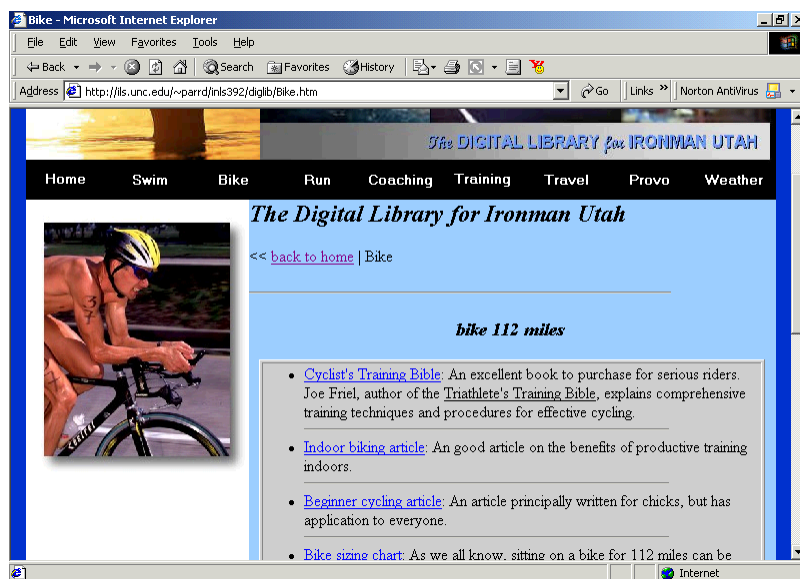 Bike - Microsoft Internet Explorer
File Edit View Favorites Tools Help
Back Search Favorites History
Address http://ils.unc.edu/~parrd/inls392/diglib/Bike.htm Go Links » Norton AntiVirus
The DIGITAL LIBRARY for IRONMAN UTAH
Home Swim Bike Run Coaching Training Travel Provo Weather
The Digital Library for Ironman Utah
<< back to home | Bike
37
bike 112 miles
• Cyclist's Training Bible: An excellent book to purchase for serious riders.
Joe Friel, author of the Triathlete's Training Bible, explains comprehensive
training techniques and procedures for effective cycling.
• Indoor biking article: An good article on the benefits of productive training
indoors.
• Beginner cycling article: An article principally written for chicks, but has
application to everyone.
• Bike sizing chart: As we all know, sitting on a bike for 112 miles can be
Internet